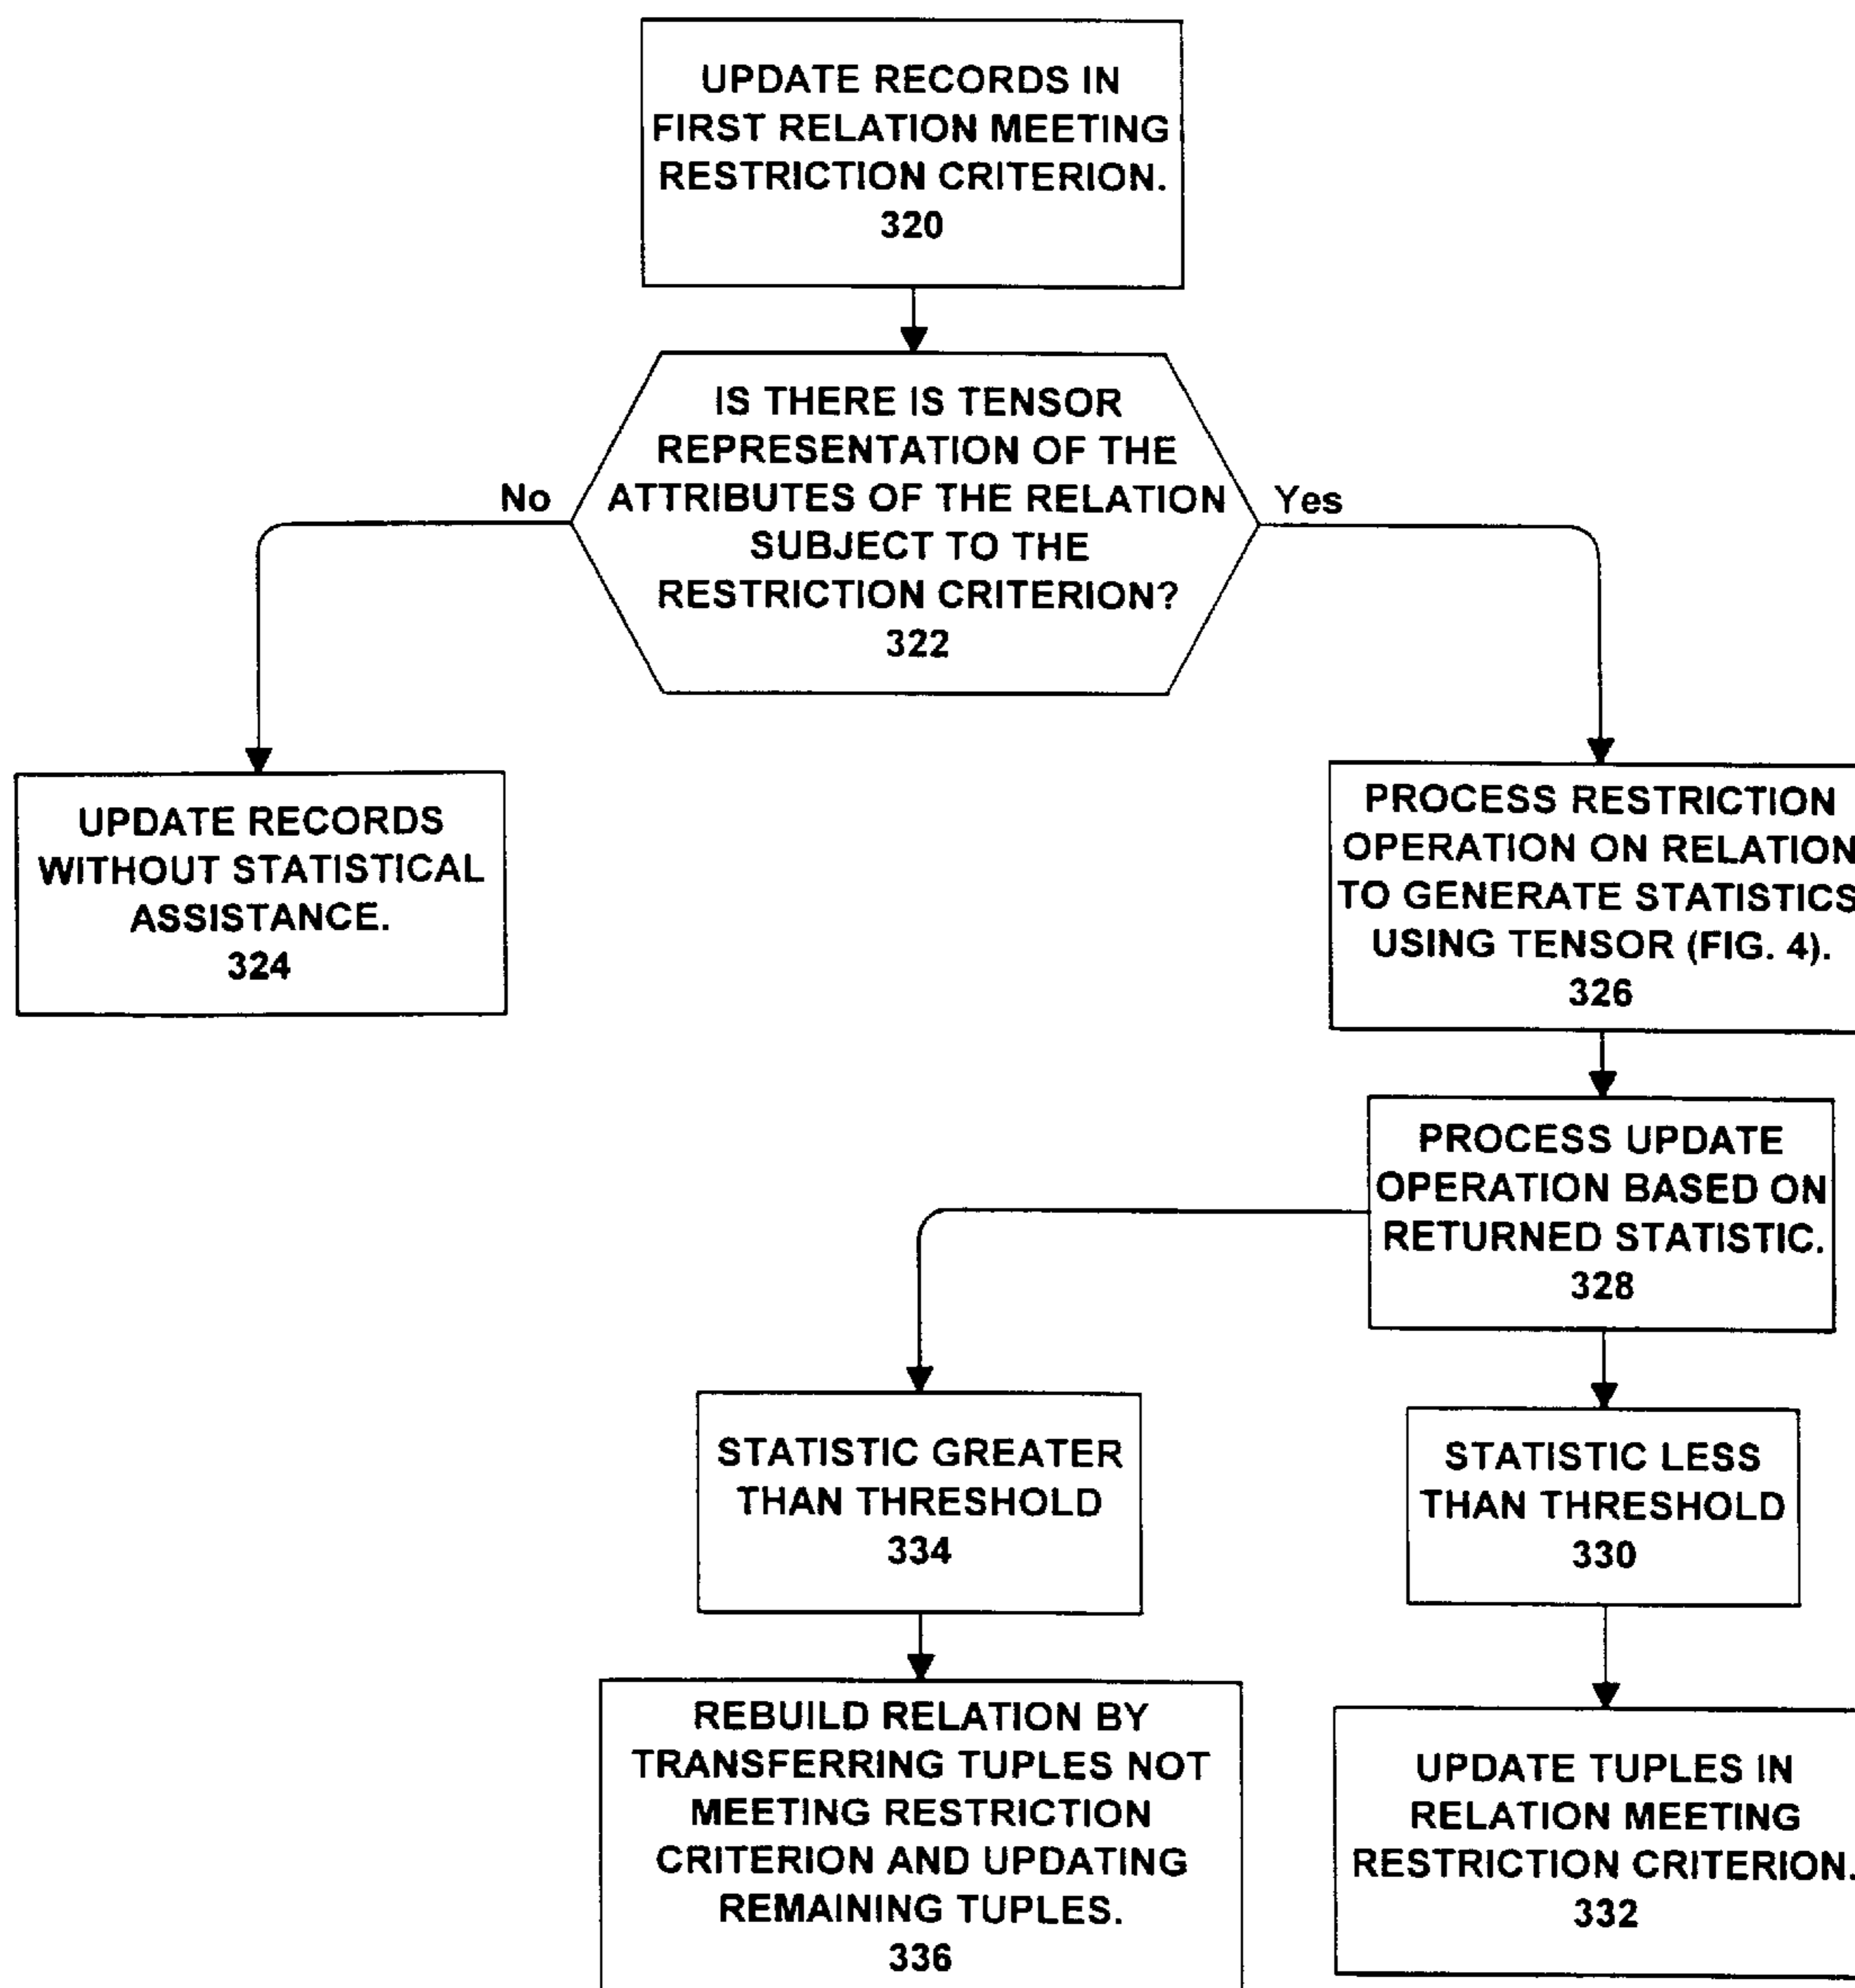 UPDATE RECORDS IN
FIRST RELATION MEETING
RESTRICTION CRITERION.
320
IS THERE IS TENSOR
REPRESENTATION OF THE
ATTRIBUTES OF THE RELATION
SUBJECT TO THE
RESTRICTION CRITERION?
322
No
Yes
UPDATE RECORDS
WITHOUT STATISTICAL
ASSISTANCE.
324
PROCESS RESTRICTION
OPERATION ON RELATION
TO GENERATE STATISTICS
USING TENSOR (FIG. 4).
326
PROCESS UPDATE
OPERATION BASED ON
RETURNED STATISTIC.
328
STATISTIC GREATER
THAN THRESHOLD
334
STATISTIC LESS
THAN THRESHOLD
330
REBUILD RELATION BY
TRANSFERRING TUPLES NOT
MEETING RESTRICTION
CRITERION AND UPDATING
REMAINING TUPLES.
336
UPDATE TUPLES IN
RELATION MEETING
RESTRICTION CRITERION.
332